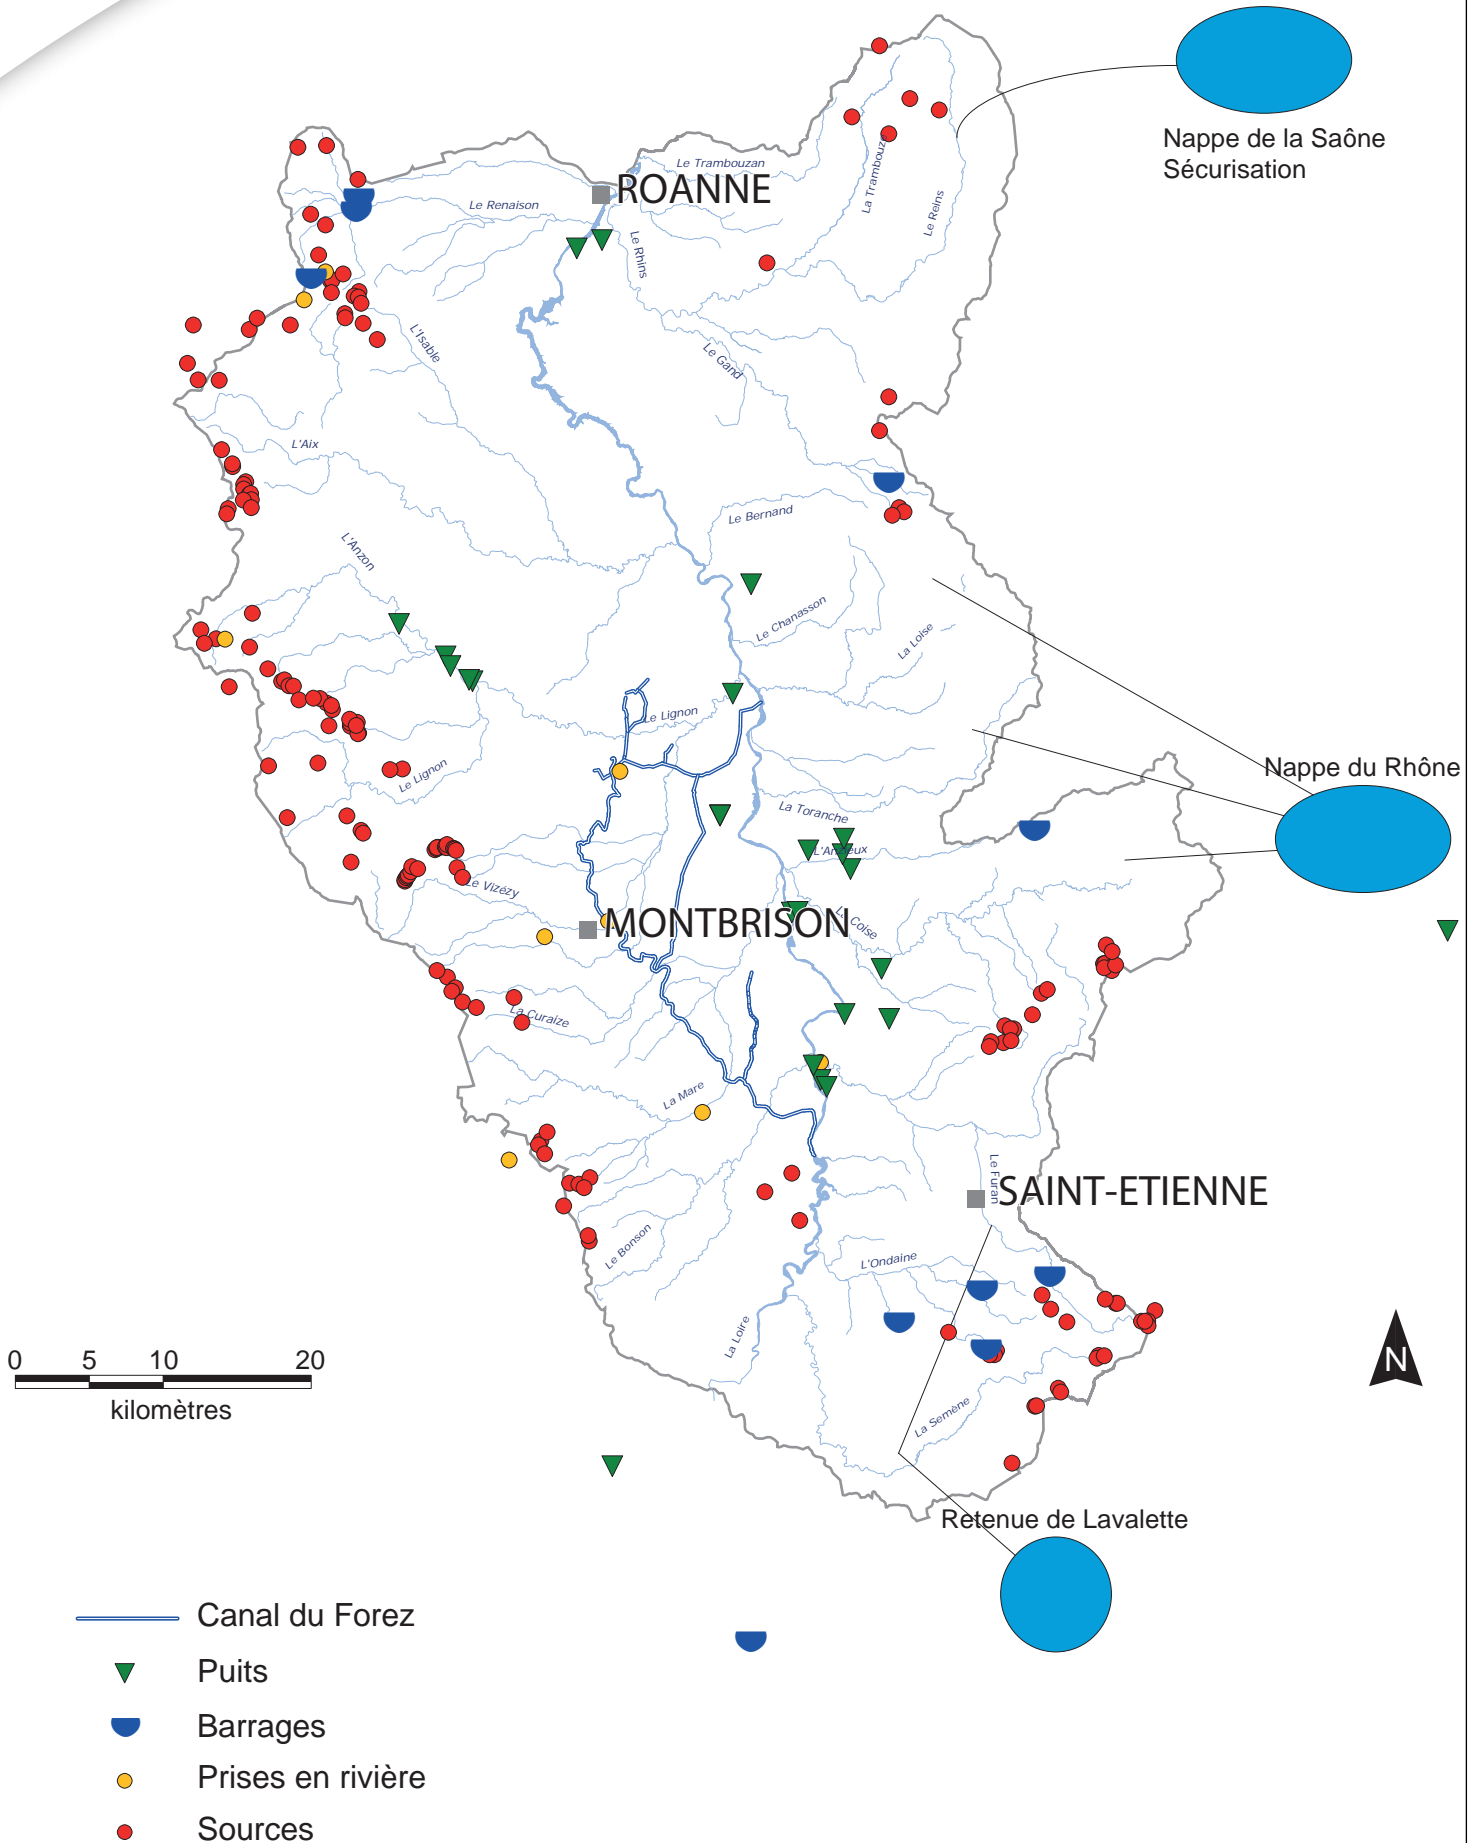 Nappe de la Saône
Sécurisation
Le Trambouzan
ROANNE
La Trambouze
Le Renaison
Le Reins
Le Rhins
L'Isable
Le Gand
L'Aix
Le Bernand
L'Anzon
Le Chanasson
La Loise
Le Lignon
Nappe du Rhône
Le Lignon
La Toranche
L'Anzieux
Le Vizézy
MONTBRISON
La Coise
La Curaize
La Mare
Le Furan
SAINT-ETIENNE
Le Bonson
L'Ondaine
La Loire
0 5 10 20
kilomètres
N
La Semène
Retenue de Lavalette
Canal du Forez
Puits
Barrages
Prises en rivière
Sources